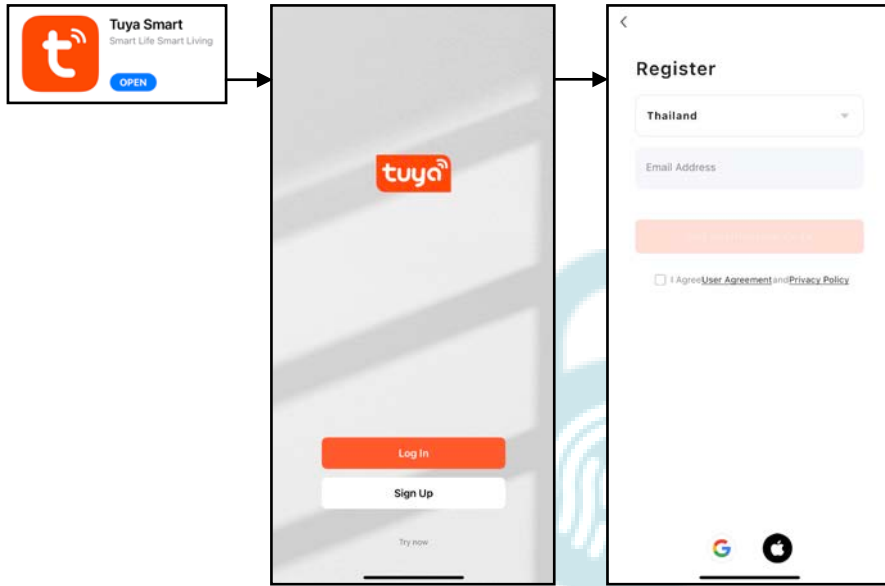 Tuya Smart
Smart Life Smart Living
OPEN
tuya
Log In
Sign Up
Try now
Register
Thailand
Email Address
I Agree User Agreement and Privacy Policy